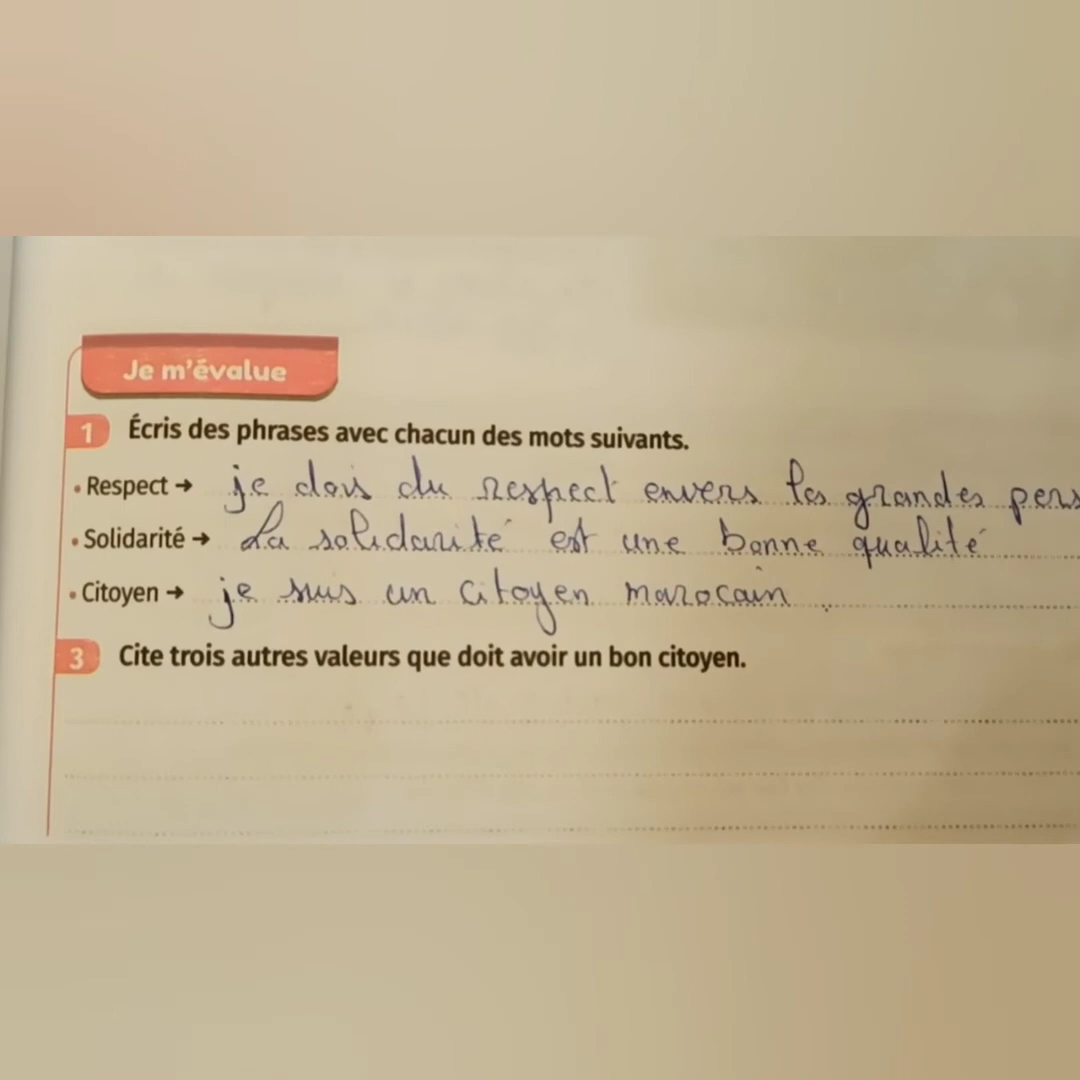 Je m'évalue
1 Écris des phrases avec chacun des mots suivants.
• Respect → je dois du respect envers les grandes pers
• Solidarité → La solidarité est une bonne qualité
• Citoyen → je suis un citoyen marocain .
3 Cite trois autres valeurs que doit avoir un bon citoyen.